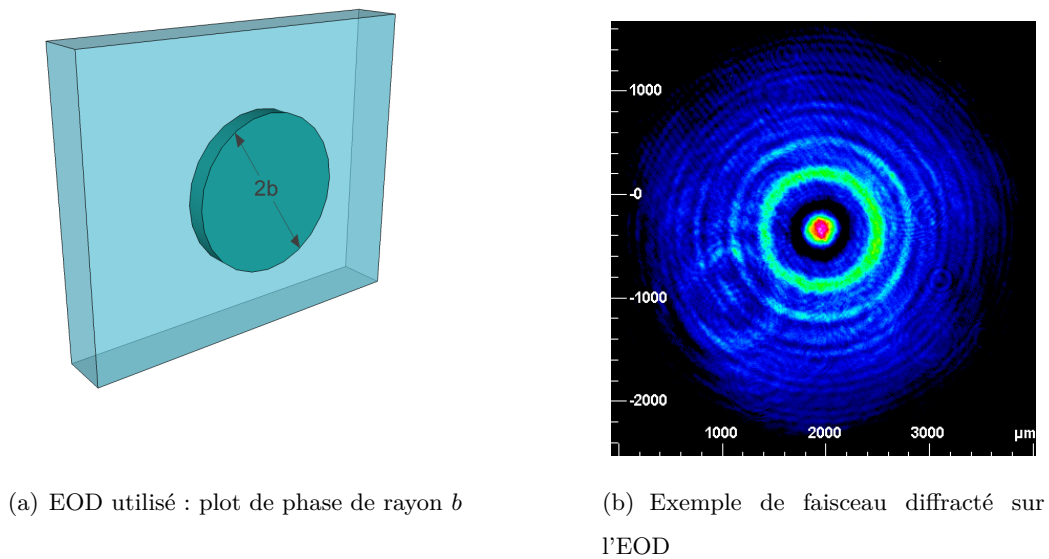 2b
1000
-0
-1000
-2000
1000 2000 3000 µm
(a) EOD utilisé : plot de phase de rayon b
(b) Exemple de faisceau diffracté sur
l'EOD